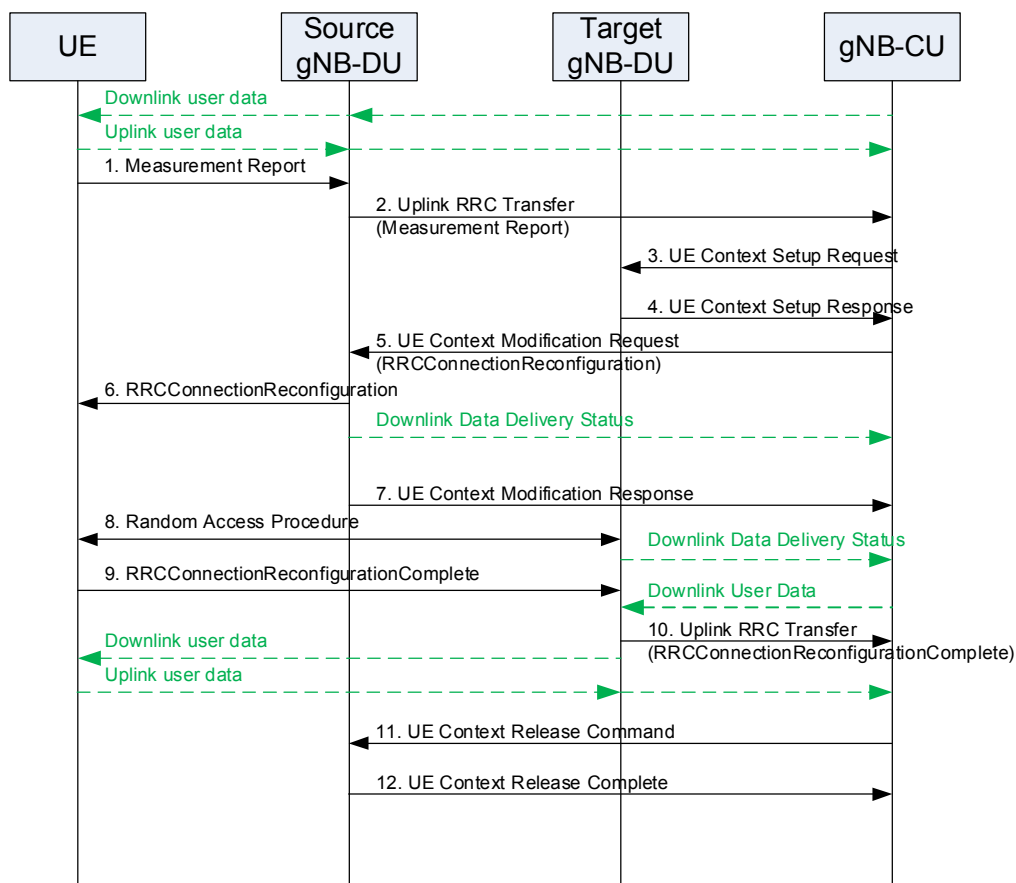 UE
Source
gNB-DU
Target
gNB-DU
gNB-CU
Downlink user data
Uplink user data
1. Measurement Report
2. Uplink RRC Transfer
(Measurement Report)
3. UE Context Setup Request
4. UE Context Setup Response
5. UE Context Modification Request
(RRCConnectionReconfiguration)
6. RRCConnectionReconfiguration
Downlink Data Delivery Status
7. UE Context Modification Response
8. Random Access Procedure
Downlink Data Delivery Status
9. RRCConnectionReconfigurationComplete
Downlink User Data
10. Uplink RRC Transfer
(RRCConnectionReconfigurationComplete)
Downlink user data
Uplink user data
11. UE Context Release Command
12. UE Context Release Complete